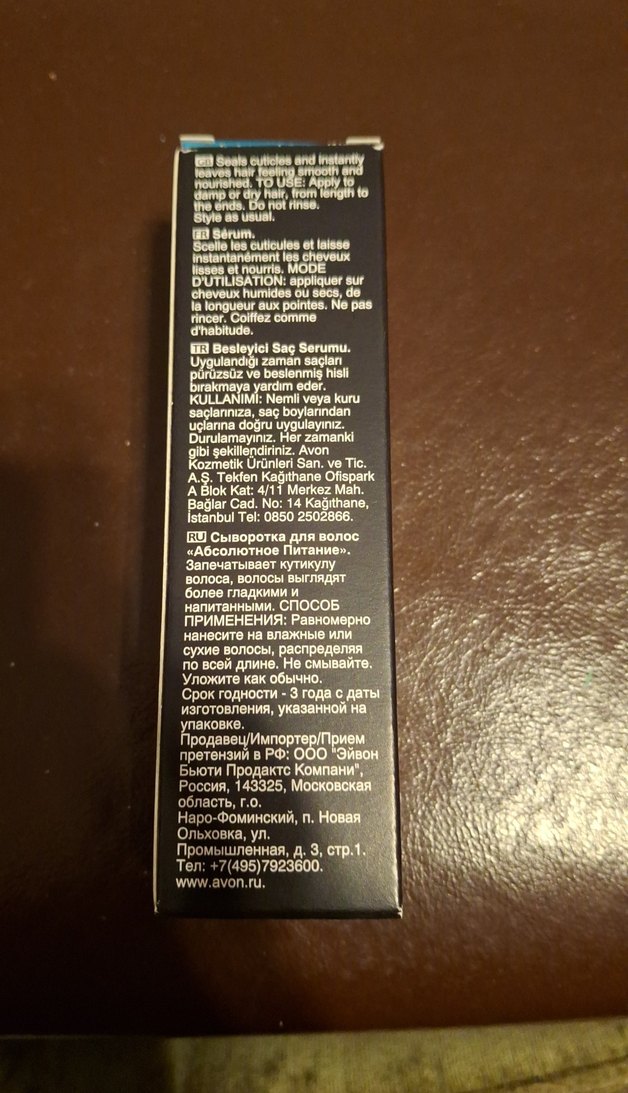 GB Seals cuticles and instantly
leaves hair feeling smooth and
nourished. TO USE: Apply to
damp or dry hair, from length to
the ends. Do not rinse.
Style as usual.
FR Sérum.
Scelle les cuticules et laisse
instantanément les cheveux
lisses et nourris. MODE
D'UTILISATION: appliquer sur
cheveux humides ou secs, de
la longueur aux pointes. Ne pas
rincer. Coiffez comme
d'habitude.
TR Besleyici Saç Serumu.
Uygulandığı zaman saçları
pürüzsüz ve beslenmiş hisli
bırakmaya yardım eder.
KULLANIMI: Nemli veya kuru
saçlarınıza, saç boylarından
uçlarına doğru uygulayınız.
Durulamayınız. Her zamanki
gibi şekillendiriniz. Avon
Kozmetik Ürünleri San. ve Tic.
A.Ş. Tekfen Kağıthane Ofispark
A Blok Kat: 4/11 Merkez Mah.
Bağlar Cad. No: 14 Kağıthane,
İstanbul Tel: 0850 2502866.
RU Сыворотка для волос
«Абсолютное Питание».
Запечатывает кутикулу
волоса, волосы выглядят
более гладкими и
напитанными. СПОСОБ
ПРИМЕНЕНИЯ: Равномерно
нанесите на влажные или
сухие волосы, распределяя
по всей длине. Не смывайте.
Уложите как обычно.
Срок годности - 3 года с даты
изготовления, указанной на
упаковке.
Продавец/Импортер/Прием
претензий в РФ: ООО "Эйвон
Бьюти Продактс Компани",
Россия, 143325, Московская
область, г.о.
Наро-Фоминский, п. Новая
Ольховка, ул.
Промышленная, д. 3, стр.1.
Тел: +7(495)7923600.
www.avon.ru.